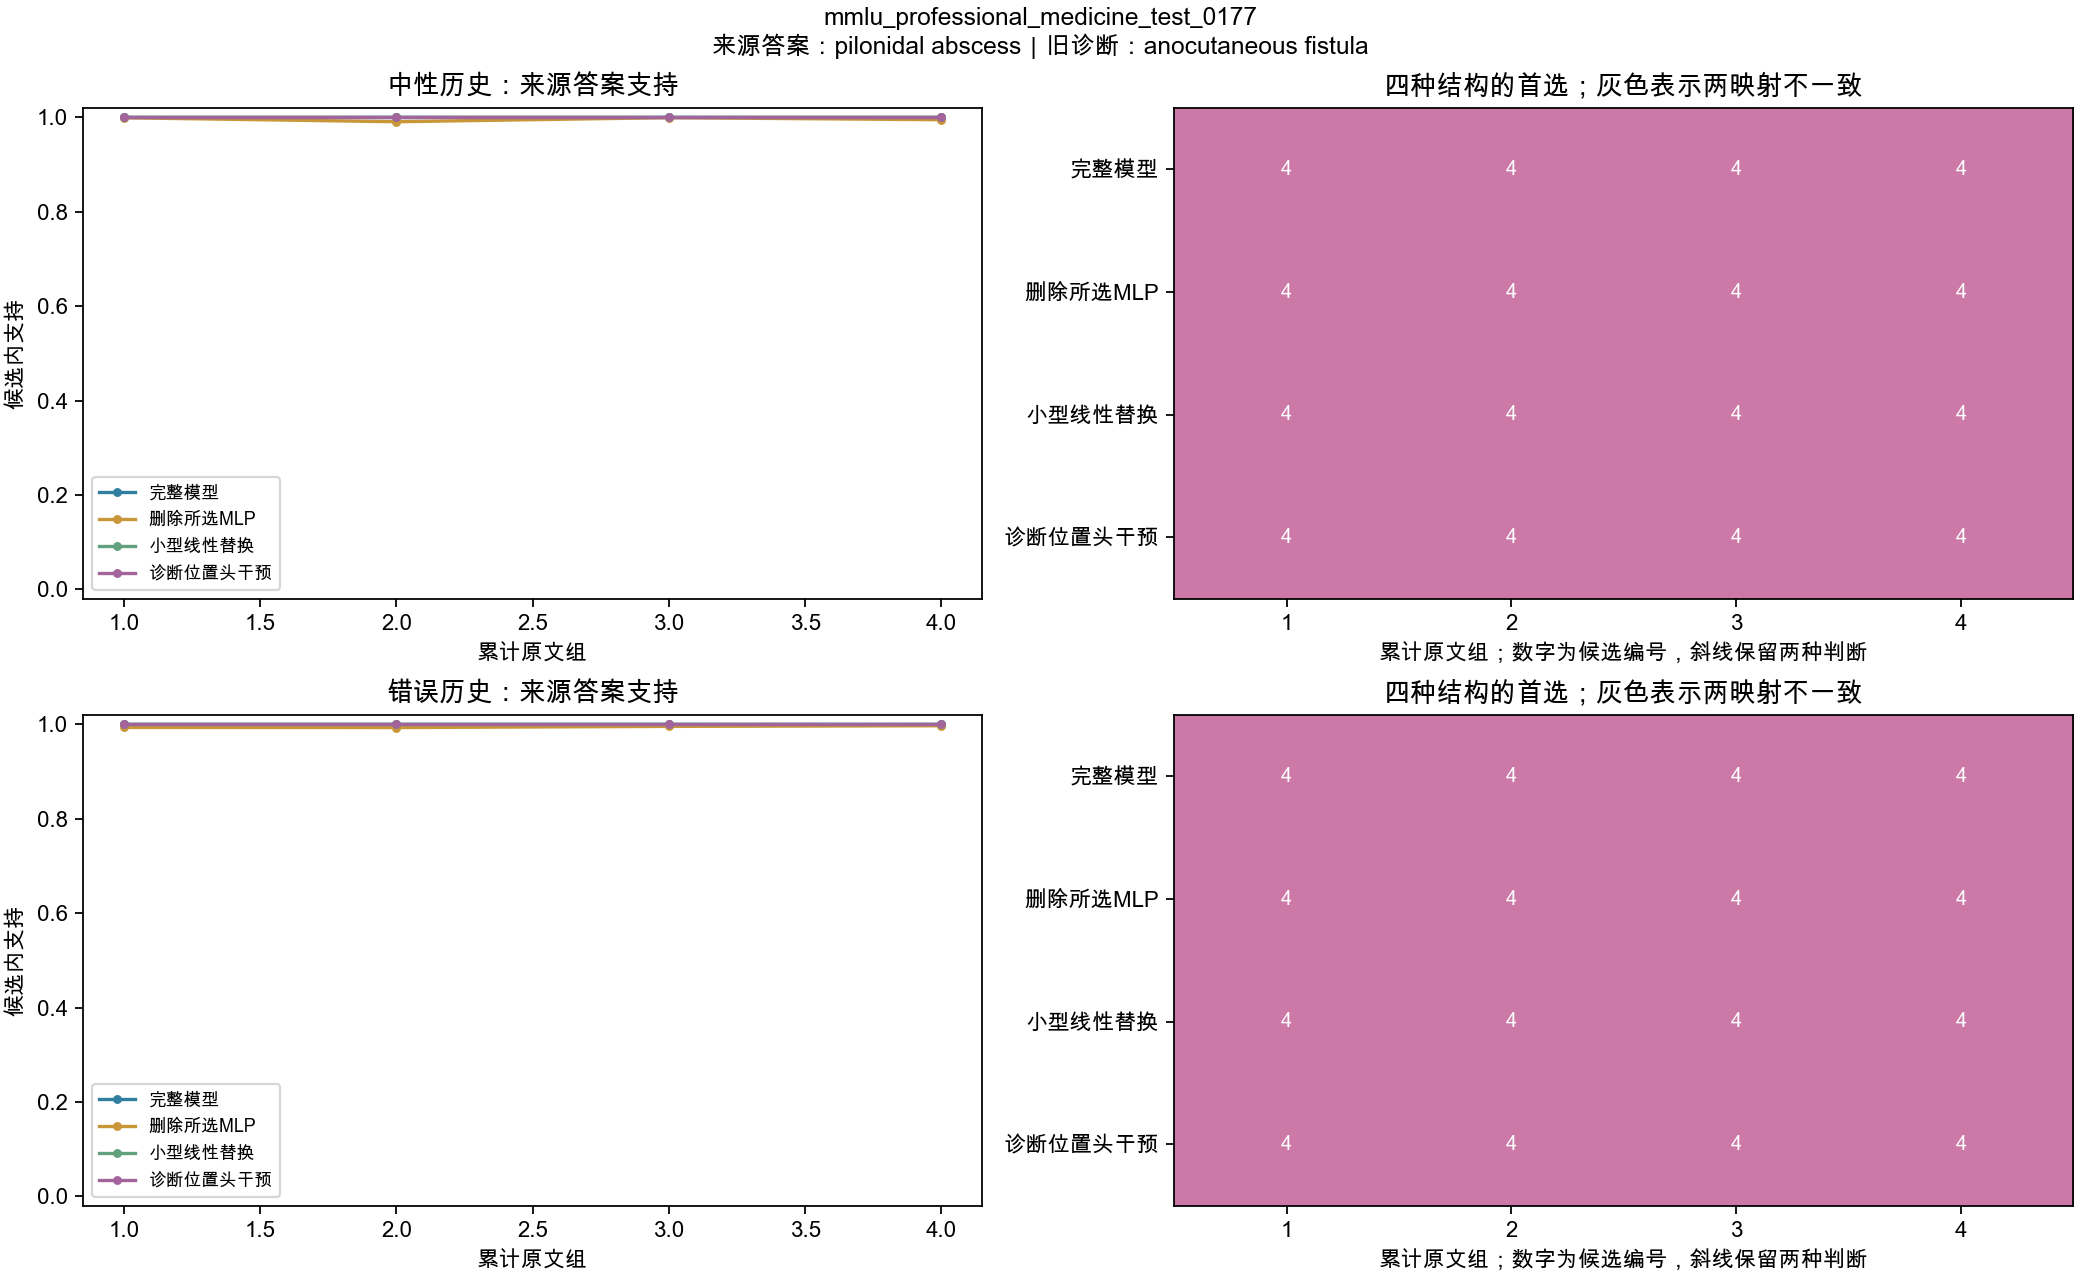 mmlu_professional_medicine_test_0177
来源答案：pilonidal abscess | 旧诊断：anocutaneous fistula
中性历史：来源答案支持
候选内支持
1.0
0.8
0.6
0.4
0.2
0.0
完整模型
删除所选MLP
小型线性替换
诊断位置头干预
1.0 1.5 2.0 2.5 3.0 3.5 4.0
累计原文组
四种结构的首选；灰色表示两映射不一致
完整模型 4 4 4 4
删除所选MLP 4 4 4 4
小型线性替换 4 4 4 4
诊断位置头干预 4 4 4 4
1 2 3 4
累计原文组；数字为候选编号，斜线保留两种判断
错误历史：来源答案支持
候选内支持
1.0
0.8
0.6
0.4
0.2
0.0
完整模型
删除所选MLP
小型线性替换
诊断位置头干预
1.0 1.5 2.0 2.5 3.0 3.5 4.0
累计原文组
四种结构的首选；灰色表示两映射不一致
完整模型 4 4 4 4
删除所选MLP 4 4 4 4
小型线性替换 4 4 4 4
诊断位置头干预 4 4 4 4
1 2 3 4
累计原文组；数字为候选编号，斜线保留两种判断